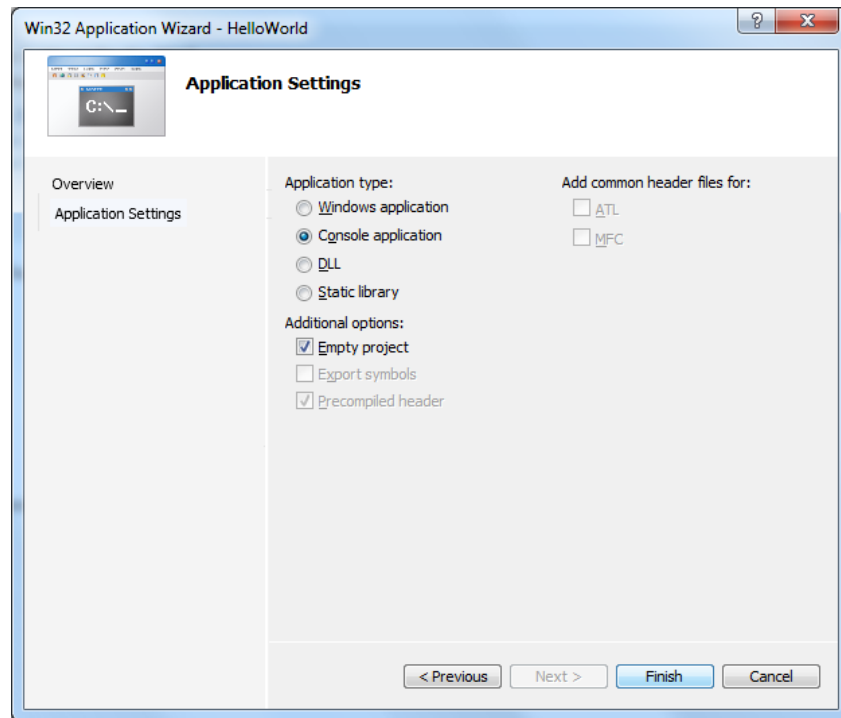 Win32 Application Wizard - HelloWorld
C:\_
Application Settings
Overview
Application Settings
Application type:
Windows application
Console application
DLL
Static library
Additional options:
Empty project
Export symbols
Precompiled header
Add common header files for:
ATL
MFC
< Previous
Next >
Finish
Cancel